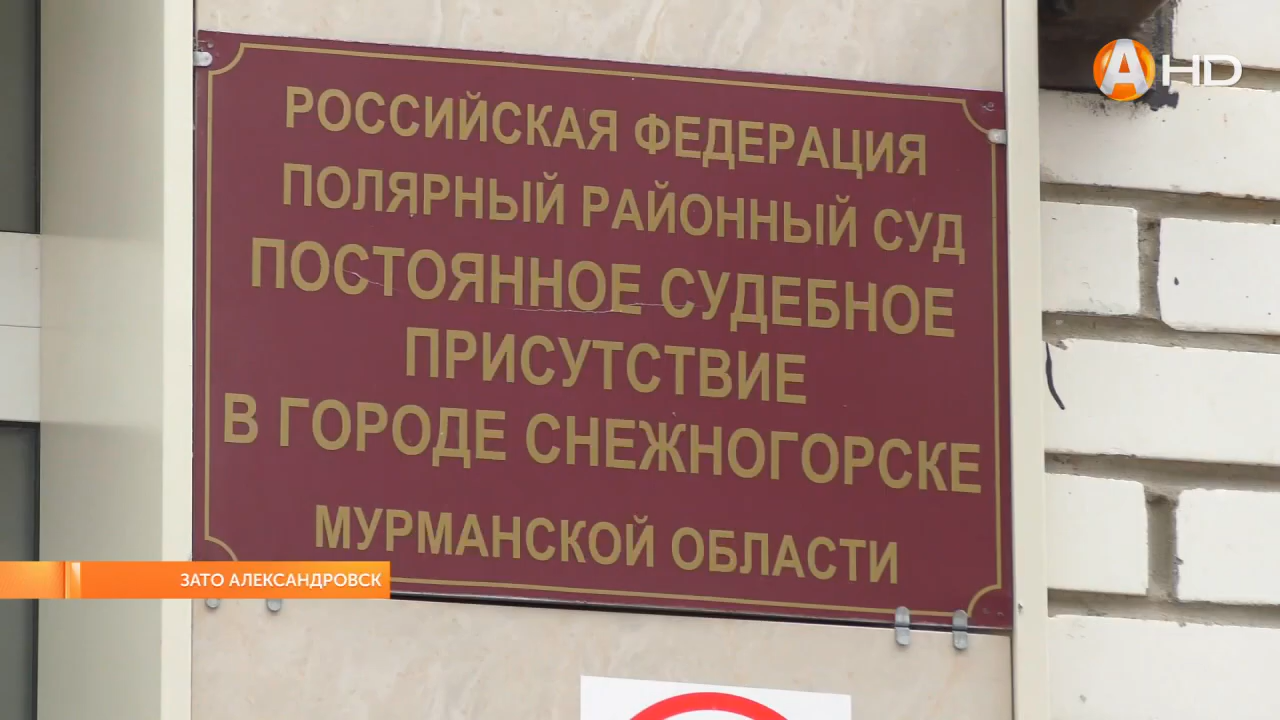 РОССИЙСКАЯ ФЕДЕРАЦИЯ
ПОЛЯРНЫЙ РАЙОННЫЙ СУД
ПОСТОЯННОЕ СУДЕБНОЕ
ПРИСУТСТВИЕ
В ГОРОДЕ СНЕЖНОГОРСКЕ
МУРМАНСКОЙ ОБЛАСТИ
ЗАТО АЛЕКСАНДРОВСК
А HD